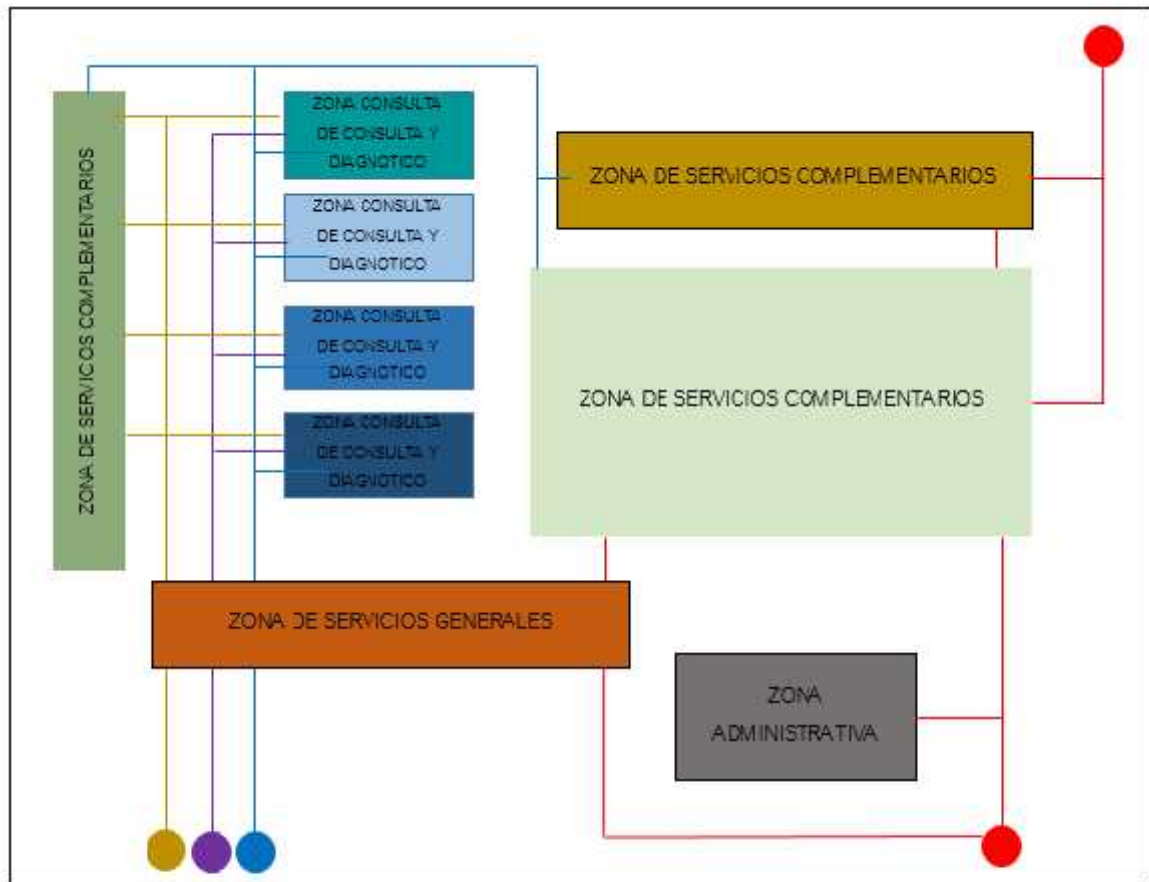 ZONA DE SERVICOS COMPLEMENTARIOS
ZONA CONSULTA
DE CONSULTA Y
DIAGNOTICO
ZONA CONSULTA
DE CONSULTA Y
DIAGNOTICO
ZONA CONSULTA
DE CONSULTA Y
DIAGNOTICO
ZONA CONSULTA
DE CONSULTA Y
DIAGNOTICO
ZONA DE SERVICIOS COMPLEMENTARIOS
ZONA DE SERVICIOS COMPLEMENTARIOS
ZONA DE SERVICIOS GENERALES
ZONA
ADMINISTRATIVA